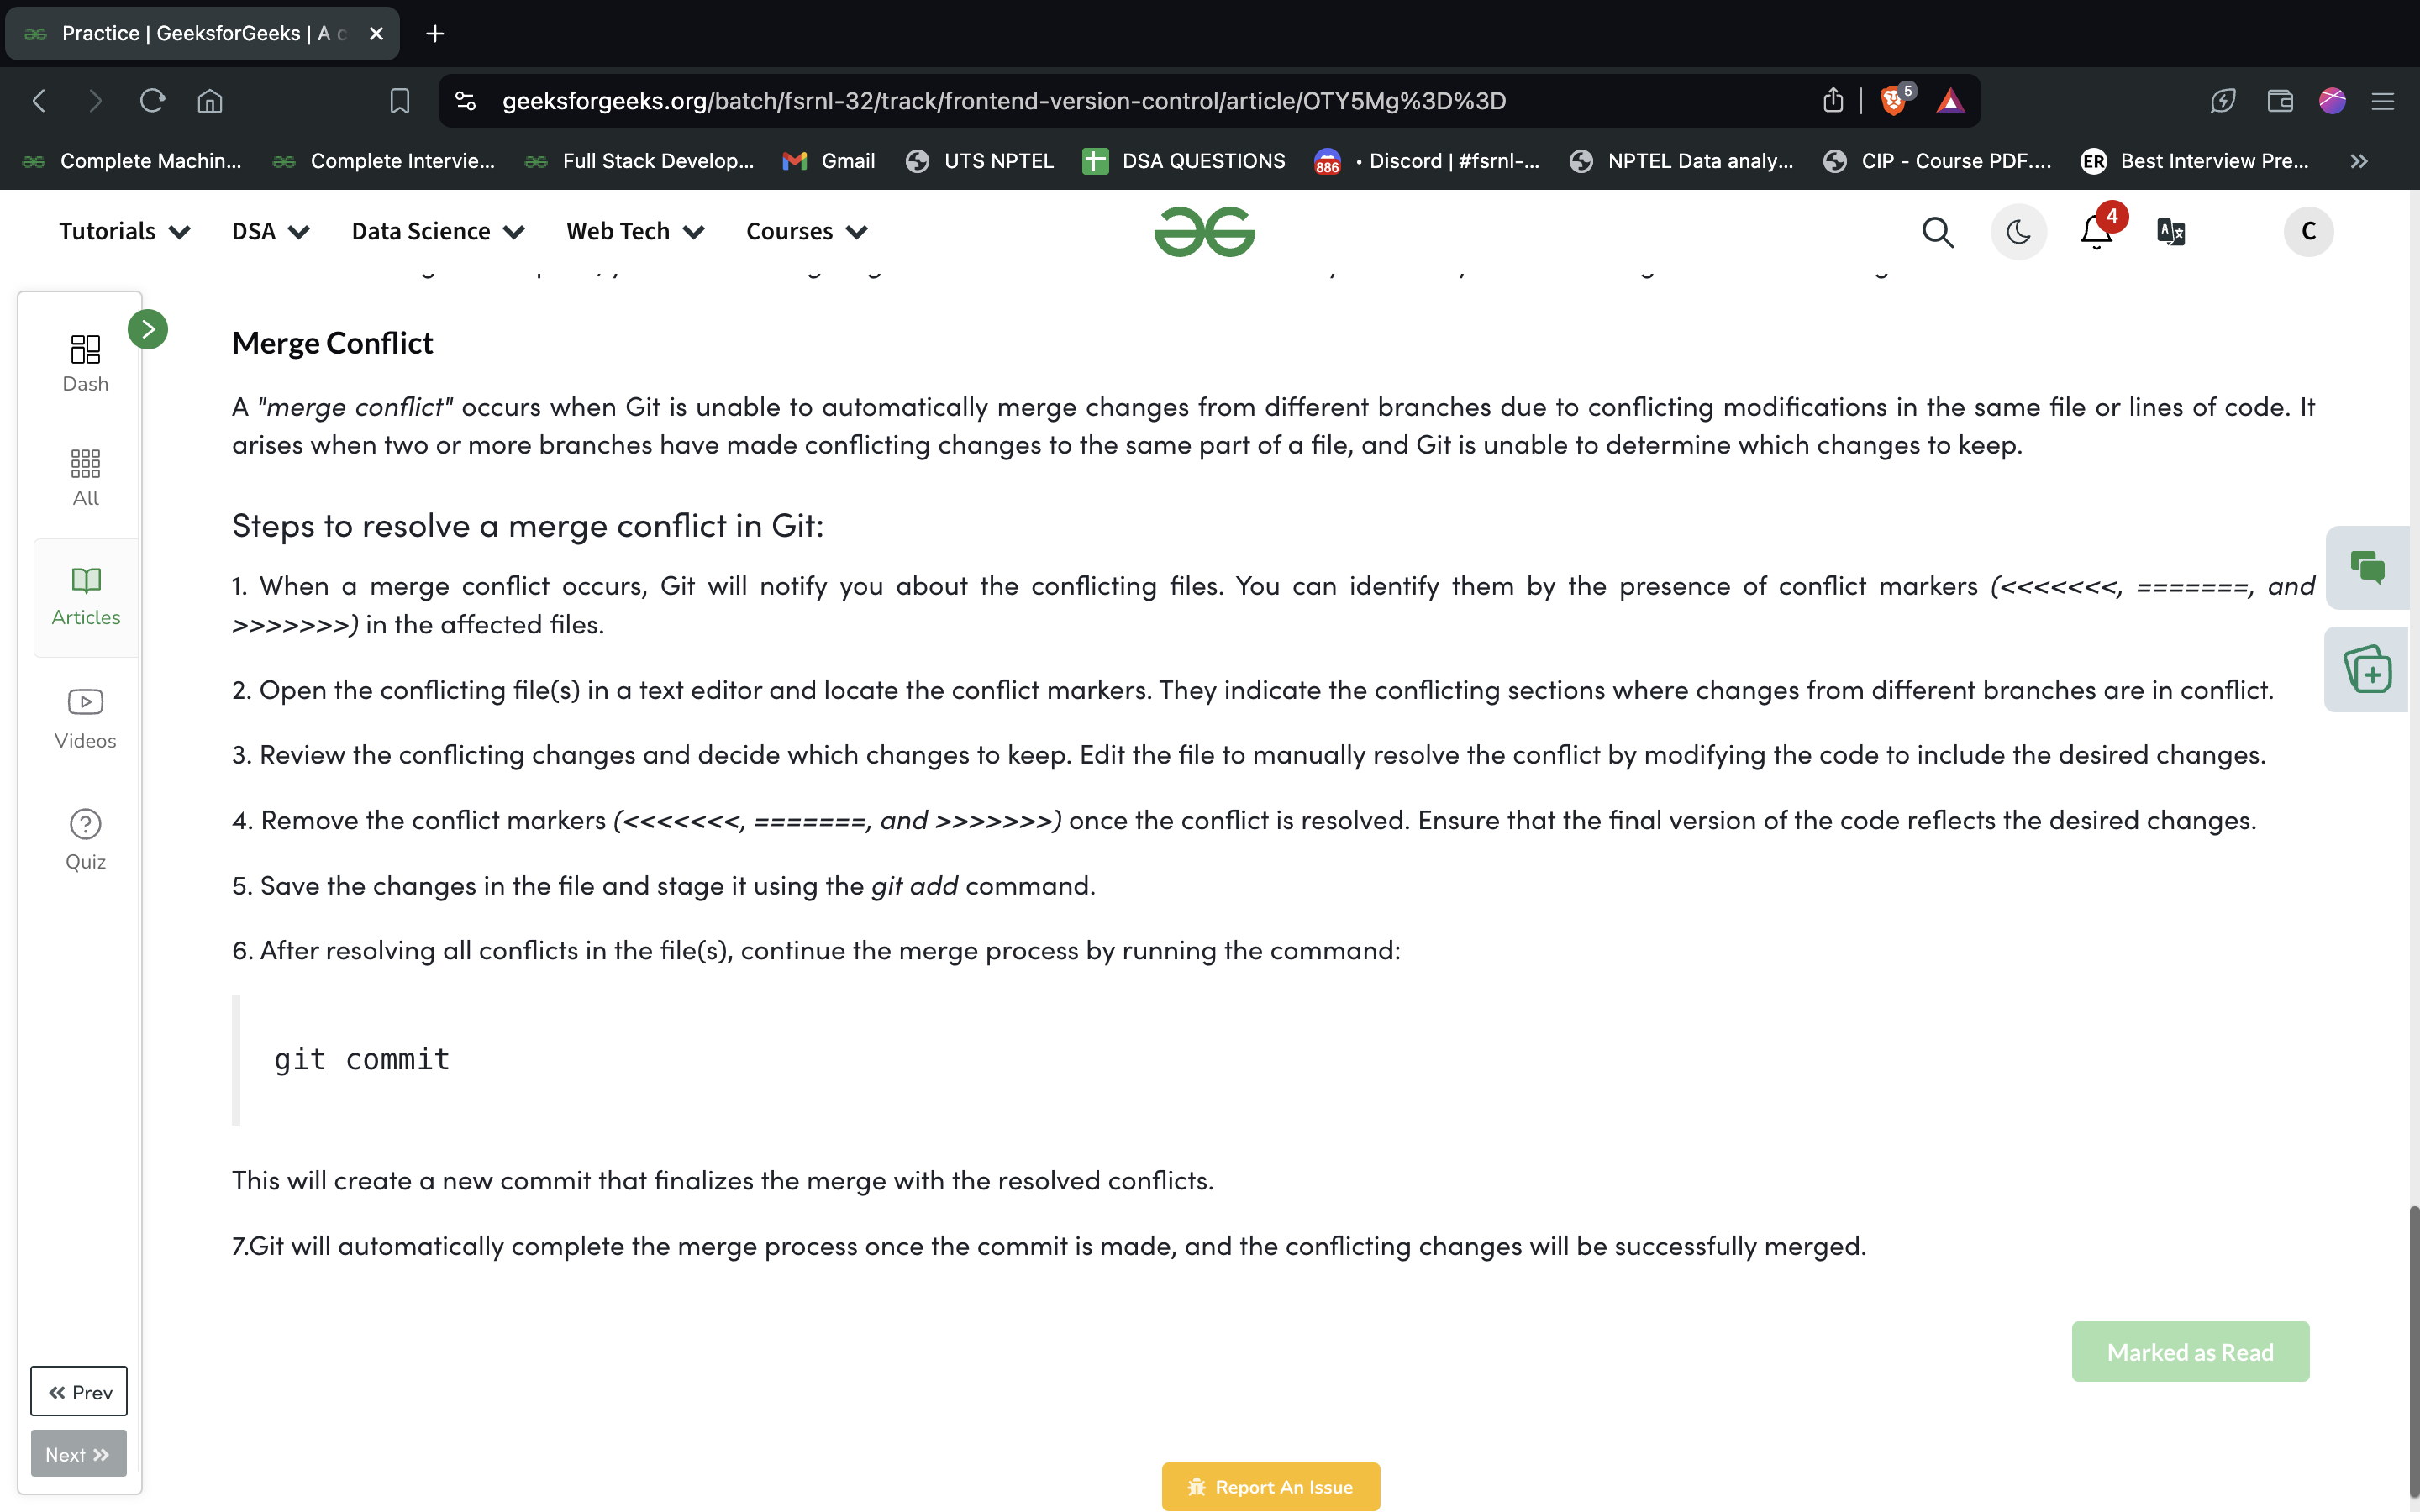 Practice | GeeksforGeeks | A c
geeksforgeeks.org/batch/fsrnl-32/track/frontend-version-control/article/OTY5Mg%3D%3D
5
Complete Machin... Complete Intervie... Full Stack Develop... Gmail UTS NPTEL DSA QUESTIONS 886 • Discord | #fsrnl-... NPTEL Data analy... CIP - Course PDF.... ER Best Interview Pre...
Tutorials DSA Data Science Web Tech Courses 4 C
Dash
All
Articles
Videos
Quiz
« Prev
Next »
Merge Conflict
A "merge conflict" occurs when Git is unable to automatically merge changes from different branches due to conflicting modifications in the same file or lines of code. It
arises when two or more branches have made conflicting changes to the same part of a file, and Git is unable to determine which changes to keep.
Steps to resolve a merge conflict in Git:
1. When a merge conflict occurs, Git will notify you about the conflicting files. You can identify them by the presence of conflict markers (<<<<<<<, =======, and
>>>>>>>) in the affected files.
2. Open the conflicting file(s) in a text editor and locate the conflict markers. They indicate the conflicting sections where changes from different branches are in conflict.
3. Review the conflicting changes and decide which changes to keep. Edit the file to manually resolve the conflict by modifying the code to include the desired changes.
4. Remove the conflict markers (<<<<<<<, =======, and >>>>>>>) once the conflict is resolved. Ensure that the final version of the code reflects the desired changes.
5. Save the changes in the file and stage it using the git add command.
6. After resolving all conflicts in the file(s), continue the merge process by running the command:
git commit
This will create a new commit that finalizes the merge with the resolved conflicts.
7.Git will automatically complete the merge process once the commit is made, and the conflicting changes will be successfully merged.
Marked as Read
Report An Issue